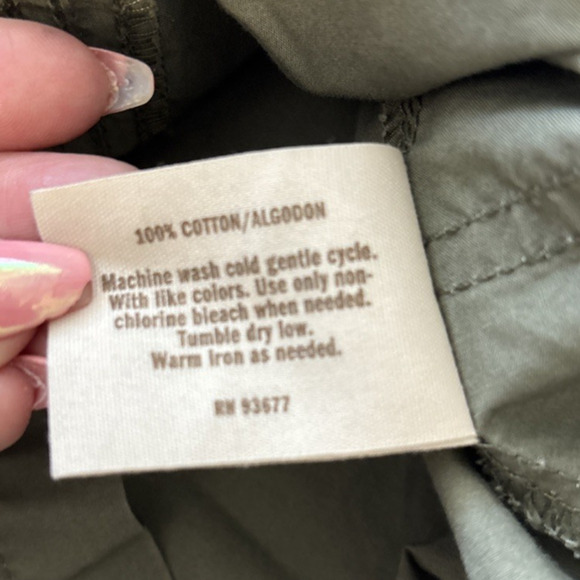 100% COTTON/ALGODON
Machine wash cold gentle cycle.
With like colors. Use only non-
chlorine bleach when needed.
Tumble dry low.
Warm iron as needed.
RN 93677